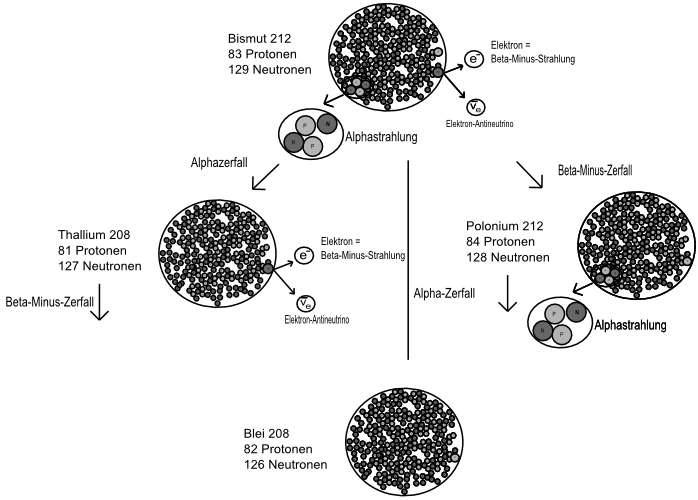 Bismut 212
83 Protonen
129 Neutronen
Elektron =
Beta-Minus-Strahlung
e⁻
v̅ₑ
Elektron-Antineutrino
P
N
N
P
Alphastrahlung
Alphazerfall
Beta-Minus-Zerfall
Thallium 208
81 Protonen
127 Neutronen
Elektron =
Beta-Minus-Strahlung
e⁻
v̅ₑ
Elektron-Antineutrino
Beta-Minus-Zerfall
Polonium 212
84 Protonen
128 Neutronen
Alpha-Zerfall
P
N
N
P
Alphastrahlung
Blei 208
82 Protonen
126 Neutronen